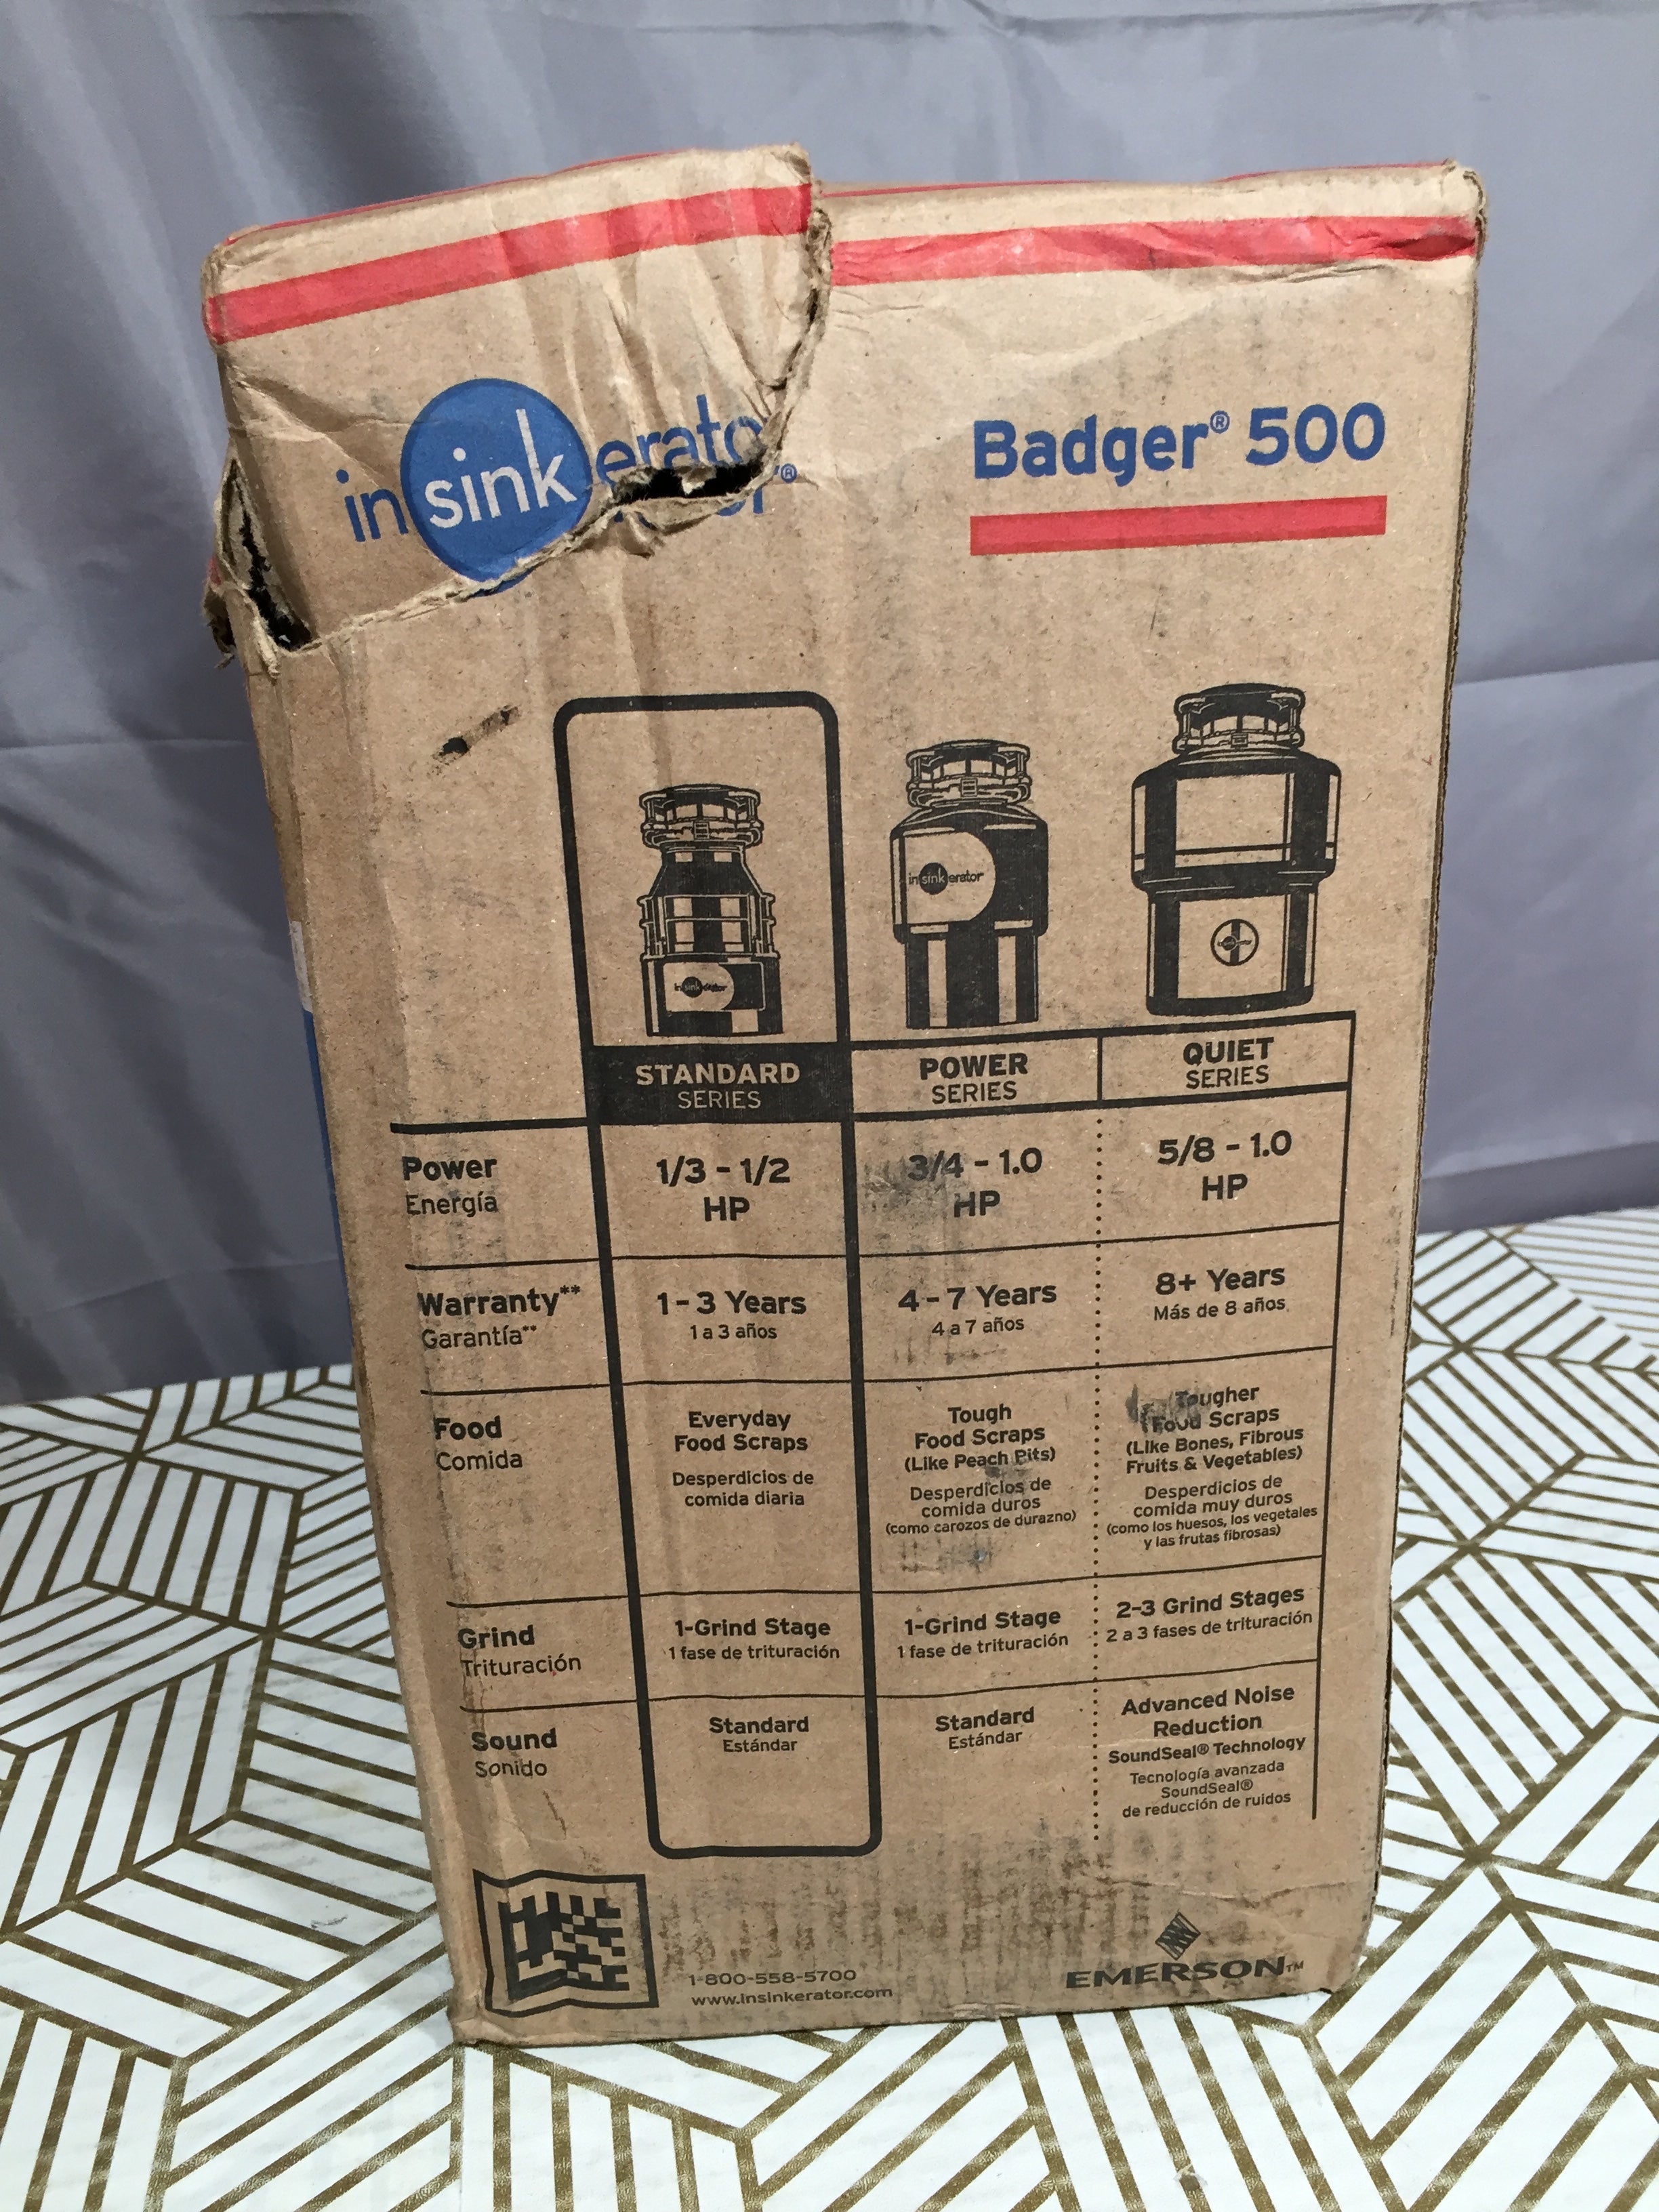 insinkerator®
Badger® 500
insinkerator
insinkerator
STANDARD
SERIES
POWER
SERIES
QUIET
SERIES
Power
Energía
1/3 - 1/2
HP
3/4 - 1.0
HP
5/8 - 1.0
HP
Warranty**
Garantía**
1 - 3 Years
1 a 3 años
4 - 7 Years
4 a 7 años
8+ Years
Más de 8 años
Food
Comida
Everyday
Food Scraps
Desperdicios de
comida diaria
Tough
Food Scraps
(Like Peach Pits)
Desperdicios de
comida duros
(como carozos de durazno)
Tougher
Food Scraps
(Like Bones, Fibrous
Fruits & Vegetables)
Desperdicios de
comida muy duros
(como los huesos, los vegetales
y las frutas fibrosas)
Grind
Trituración
1-Grind Stage
1 fase de trituración
1-Grind Stage
1 fase de trituración
2-3 Grind Stages
2 a 3 fases de trituración
Sound
Sonido
Standard
Estándar
Standard
Estándar
Advanced Noise
Reduction
SoundSeal® Technology
Tecnología avanzada
SoundSeal®
de reducción de ruidos
1-800-558-5700
www.insinkerator.com
EMERSON™